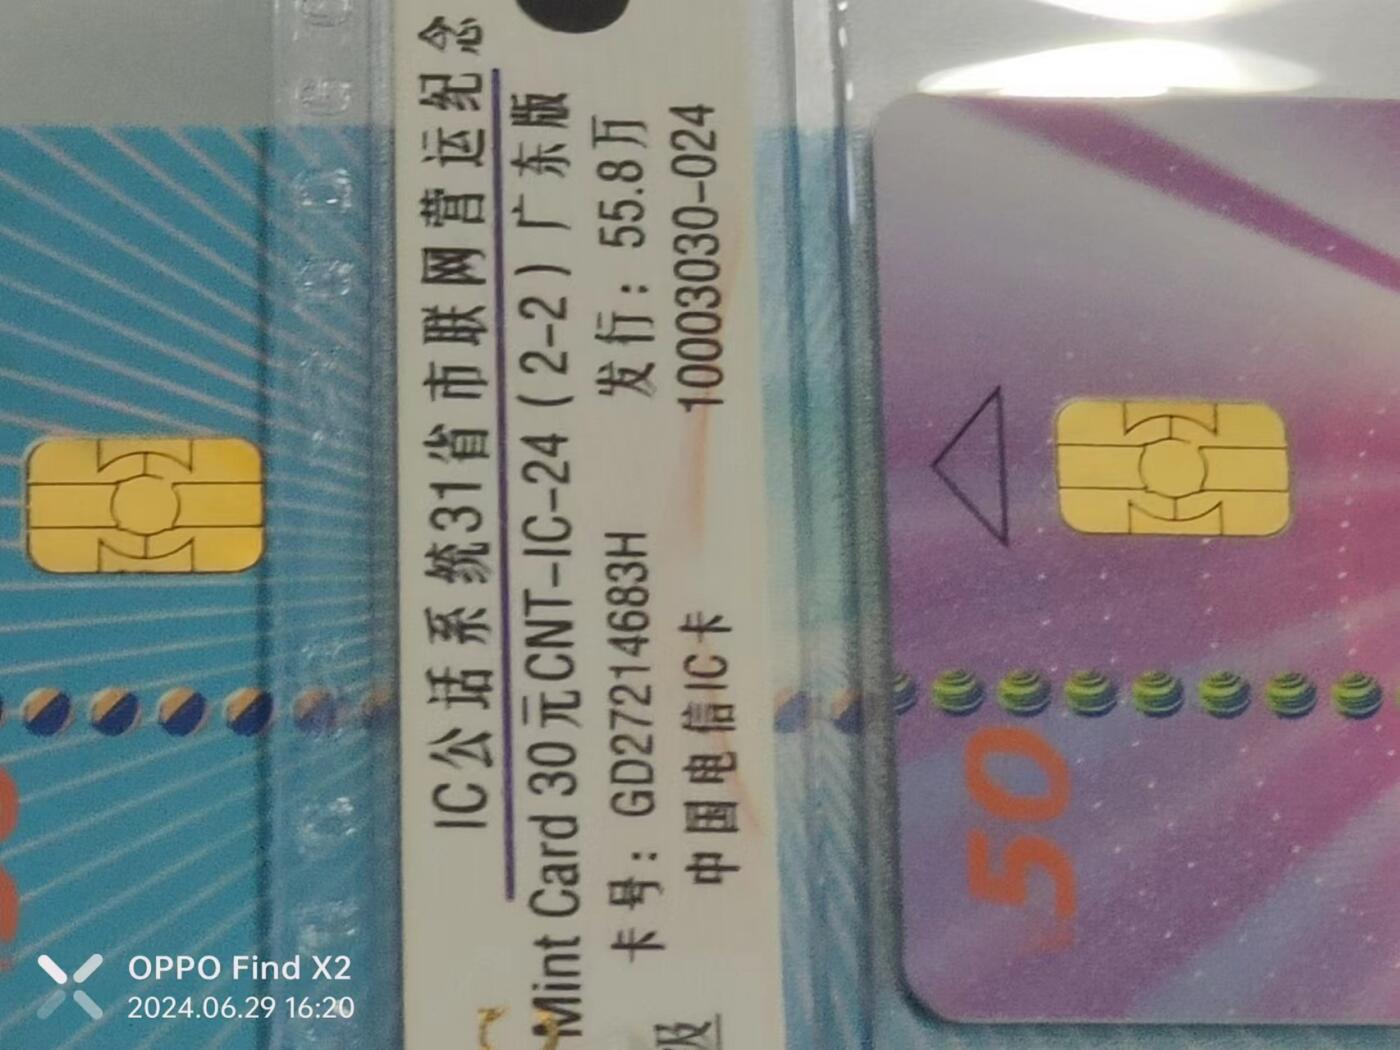 IC公话系统31省市联网营运纪念
Mint Card 30元CNT-IC-24 (2-2) 广东版
卡号: GD27214683H 发行: 55.8万
中国电信IC卡 10003030-024
级
50
OPPO Find X2
2024.06.29 16:20